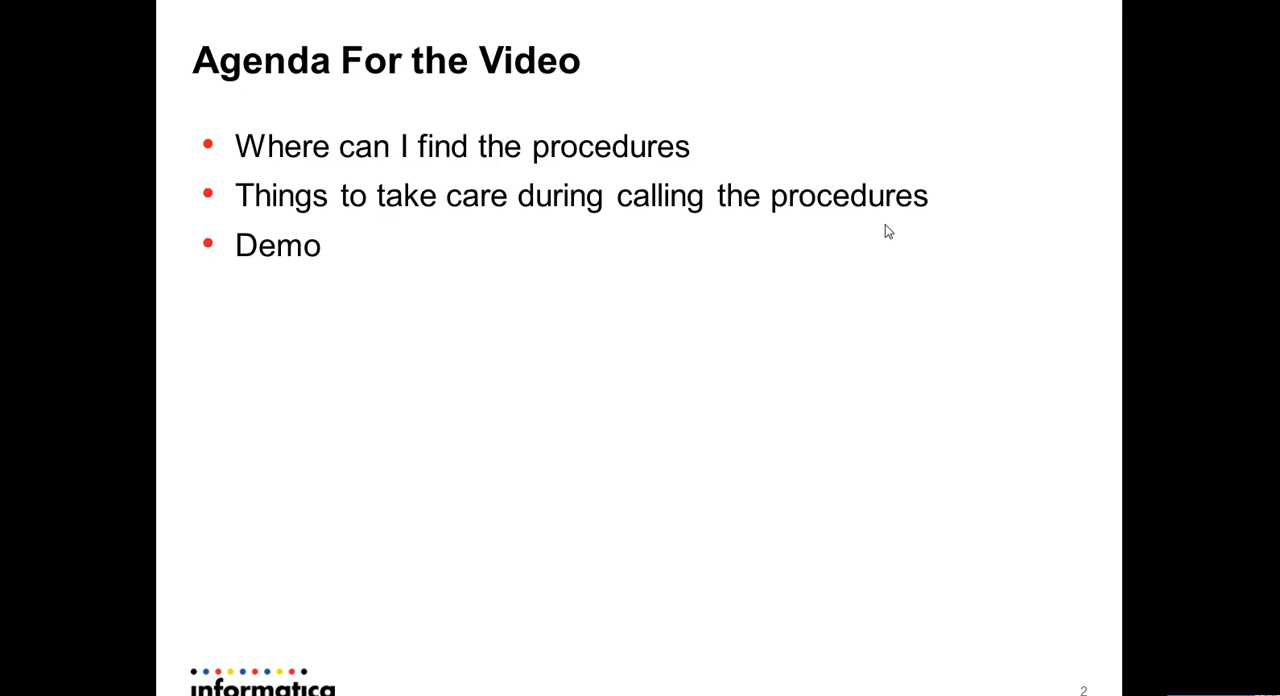 Agenda For the Video
• Where can I find the procedures
• Things to take care during calling the procedures
• Demo
informatica
2